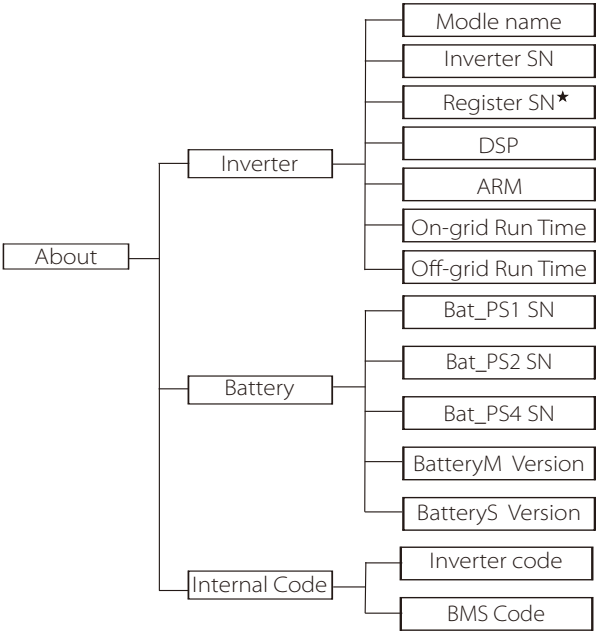 Modle name
Inverter SN
Register SN★
DSP
Inverter
ARM
On-grid Run Time
About
Off-grid Run Time
Bat_PS1 SN
Bat_PS2 SN
Battery
Bat_PS4 SN
BatteryM Version
BatteryS Version
Inverter code
Internal Code
BMS Code